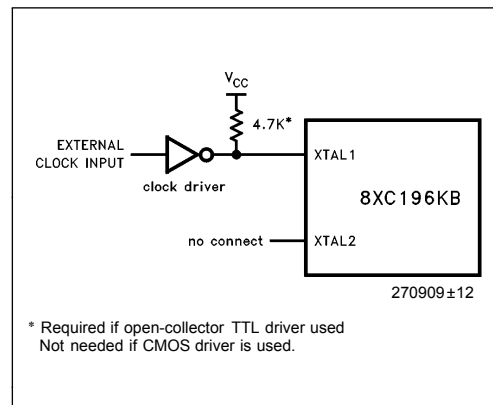 VCC
4.7K*
EXTERNAL
CLOCK INPUT
clock driver
XTAL1
8XC196KB
no connect
XTAL2
270909±12
* Required if open-collector TTL driver used
Not needed if CMOS driver is used.